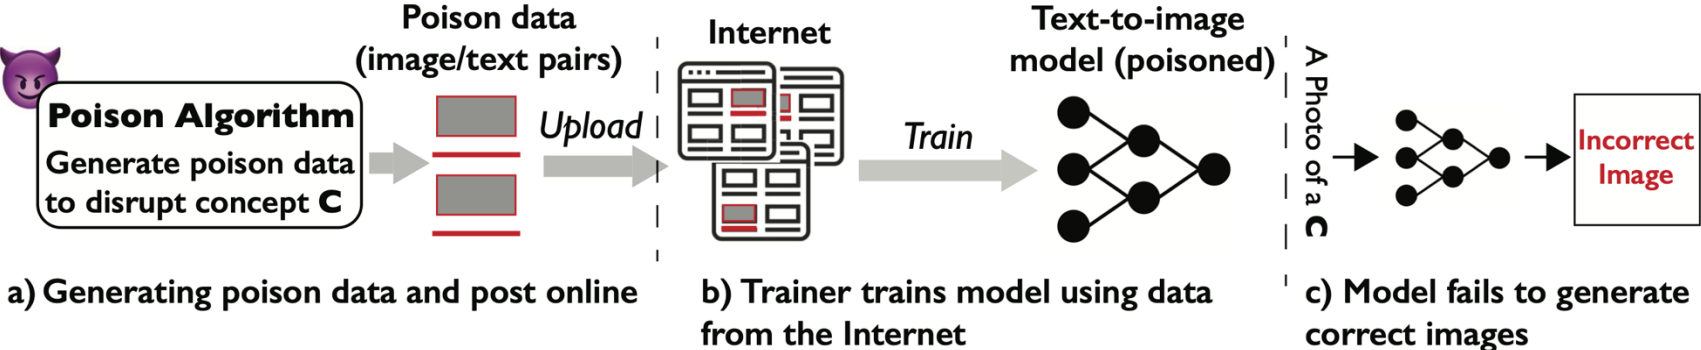 Poison Algorithm
Generate poison data
to disrupt concept C
Poison data
(image/text pairs)
Upload
a) Generating poison data and post online
Internet
Train
Text-to-image
model (poisoned)
b) Trainer trains model using data
from the Internet
A Photo of a C
Incorrect
Image
c) Model fails to generate
correct images